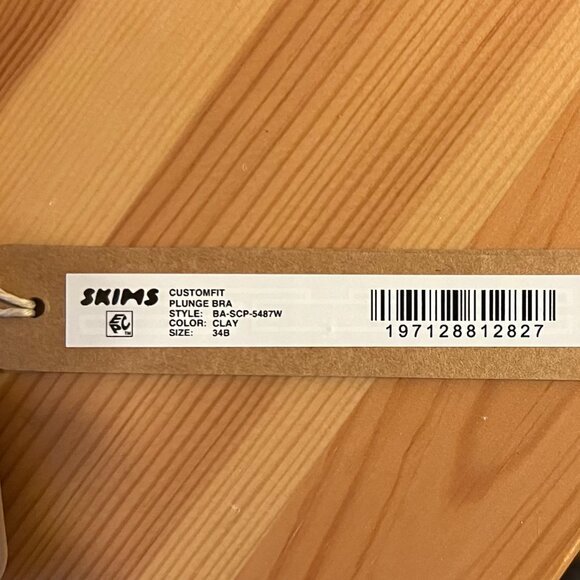 SKIMS
CUSTOMFIT
PLUNGE BRA
STYLE: BA-SCP-5487W
COLOR: CLAY
SIZE: 34B
197128812827